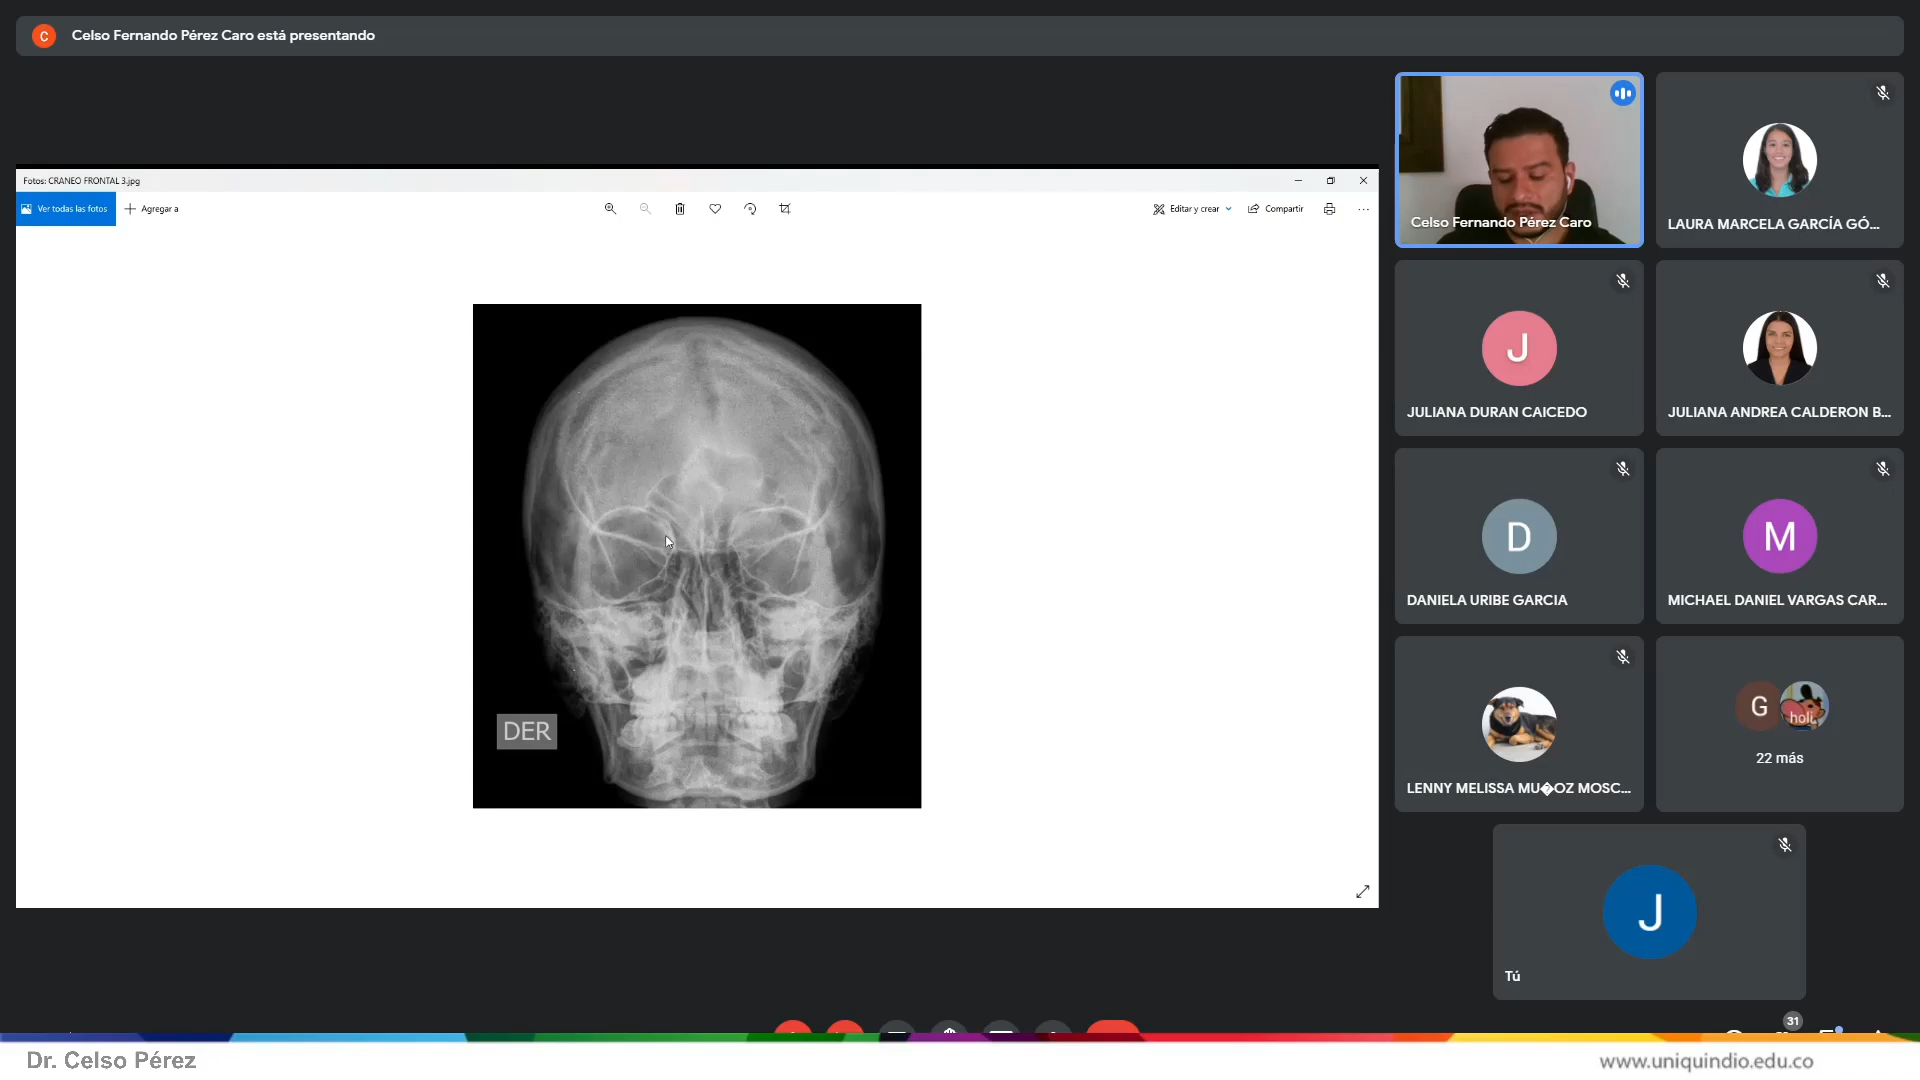 C Celso Fernando Pérez Caro está presentando
Fotos: CRANEO FRONTAL 3.jpg
Ver todas las fotos
Agregar a
Editar y crear
Compartir
DER
Celso Fernando Pérez Caro
LAURA MARCELA GARCÍA GÓ...
J
JULIANA DURAN CAICEDO
JULIANA ANDREA CALDERON B...
D
DANIELA URIBE GARCIA
M
MICHAEL DANIEL VARGAS CAR...
LENNY MELISSA MU�OZ MOSC...
G
holi
22 más
J
Tú
31
Dr. Celso Pérez
www.uniquindio.edu.co